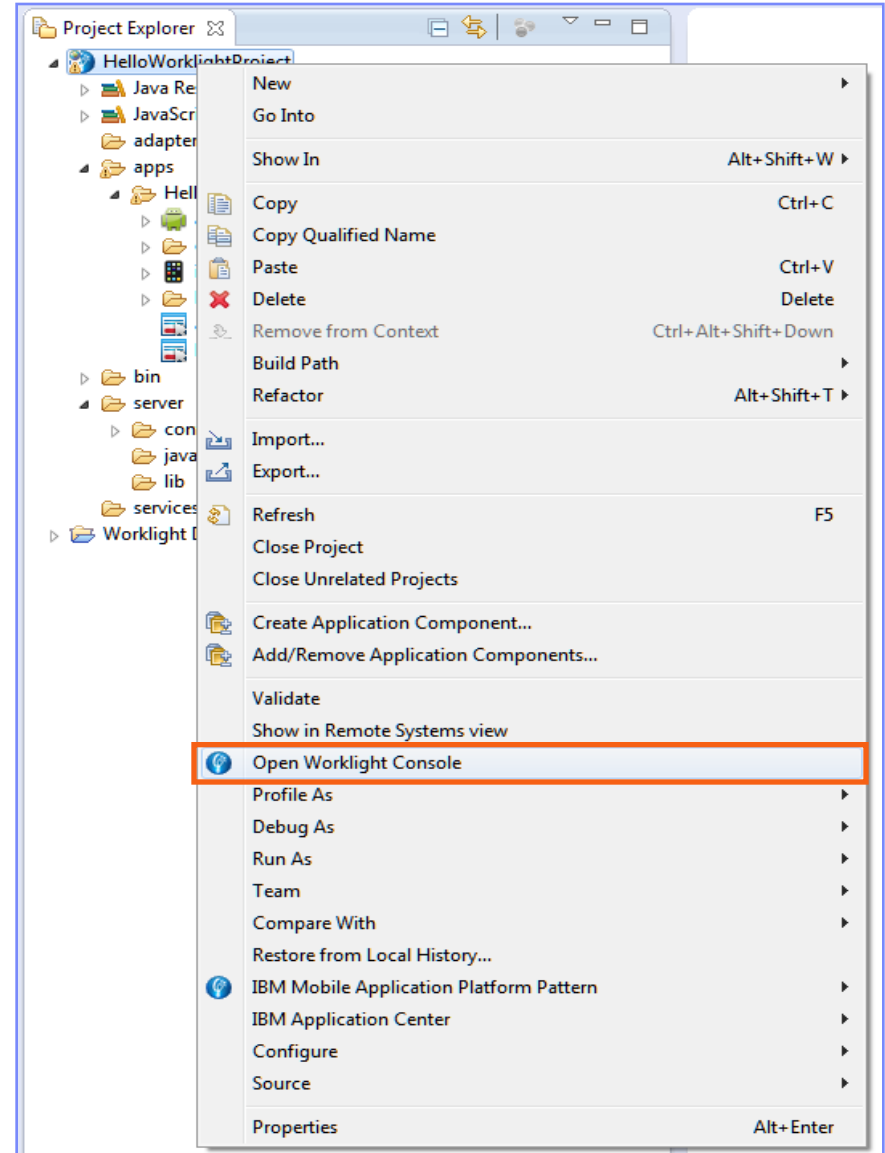 Project Explorer
HelloWorklightProject
Java Re
JavaScri
adapter
apps
Hell
bin
server
con
java
lib
services
Worklight
New
Go Into
Show In Alt+Shift+W
Copy Ctrl+C
Copy Qualified Name
Paste Ctrl+V
Delete Delete
Remove from Context Ctrl+Alt+Shift+Down
Build Path
Refactor Alt+Shift+T
Import...
Export...
Refresh F5
Close Project
Close Unrelated Projects
Create Application Component...
Add/Remove Application Components...
Validate
Show in Remote Systems view
Open Worklight Console
Profile As
Debug As
Run As
Team
Compare With
Restore from Local History...
IBM Mobile Application Platform Pattern
IBM Application Center
Configure
Source
Properties Alt+Enter